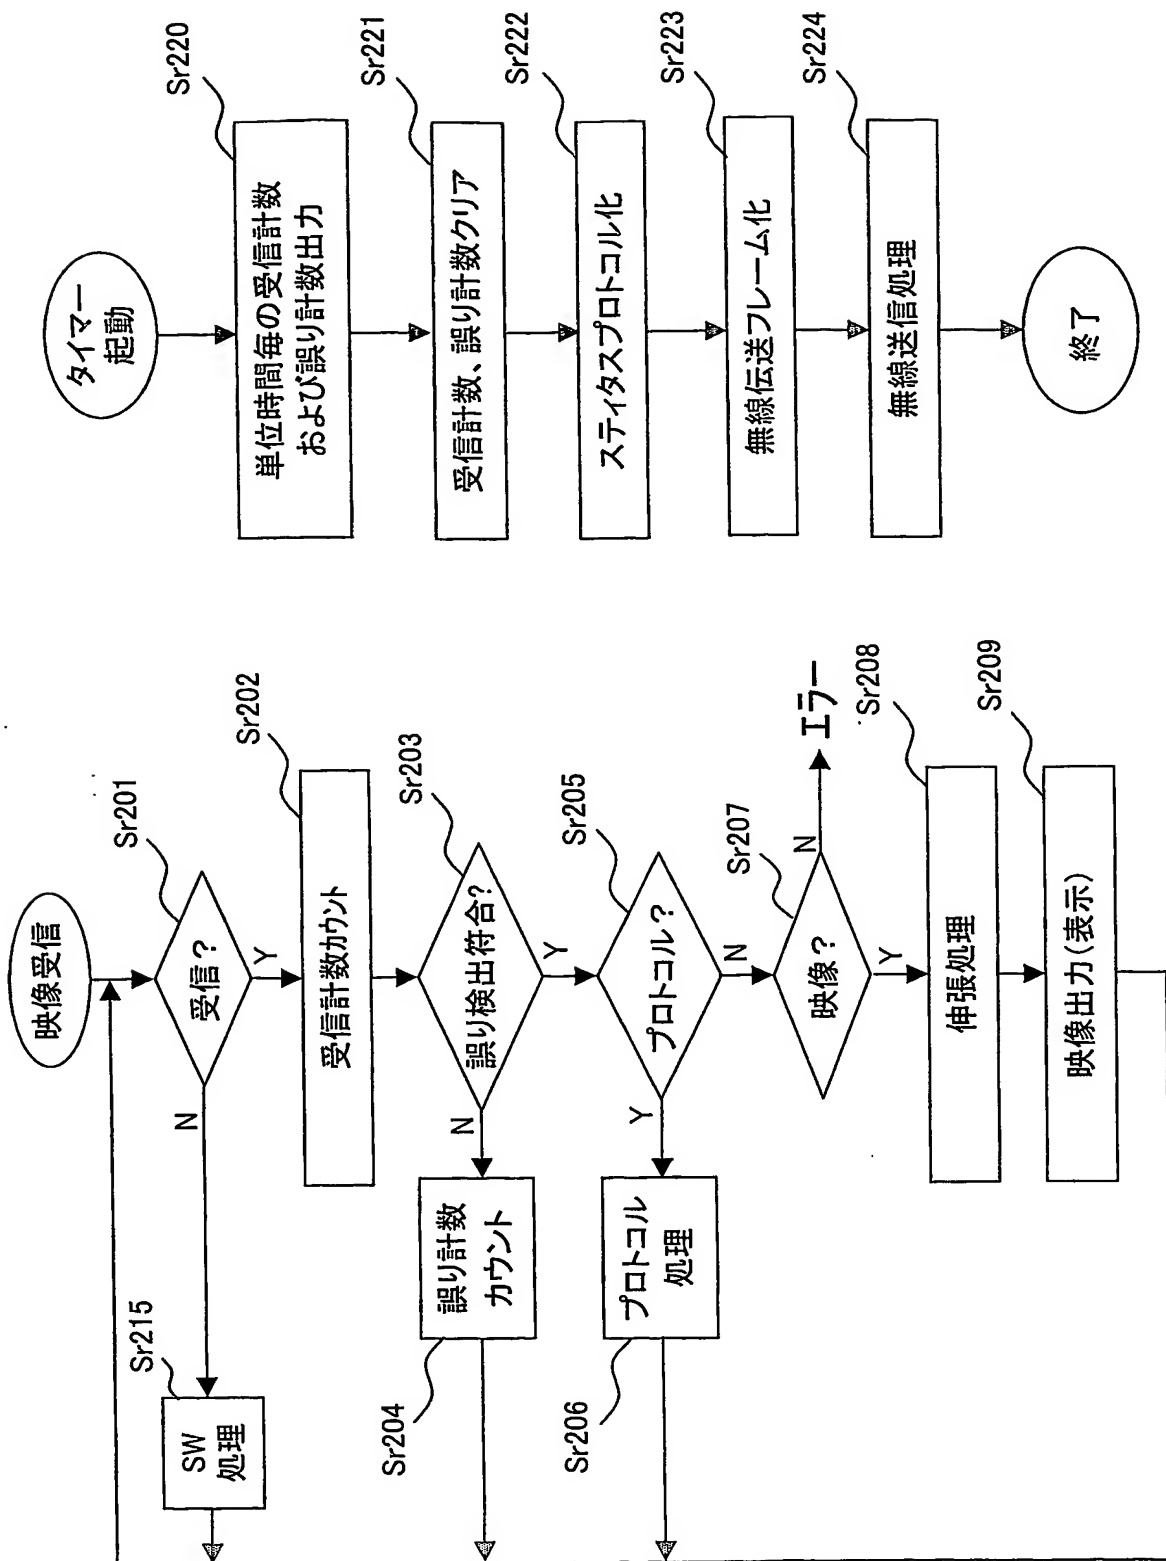 映像受信
受信？
Sr201
N
Y
SW
処理
Sr215
受信計数カウント
Sr202
誤り検出符合?
Sr203
N
Y
誤り計数
カウント
Sr204
プロトコル？
Sr205
Y
N
プロトコル
処理
Sr206
映像？
Sr207
N
エラー
Y
伸張処理
Sr208
映像出力(表示)
Sr209
タイマー
起動
単位時間毎の受信計数
および誤り計数出力
Sr220
受信計数、誤り計数クリア
Sr221
スティタスプロトコル化
Sr222
無線伝送フレーム化
Sr223
無線送信処理
Sr224
終了